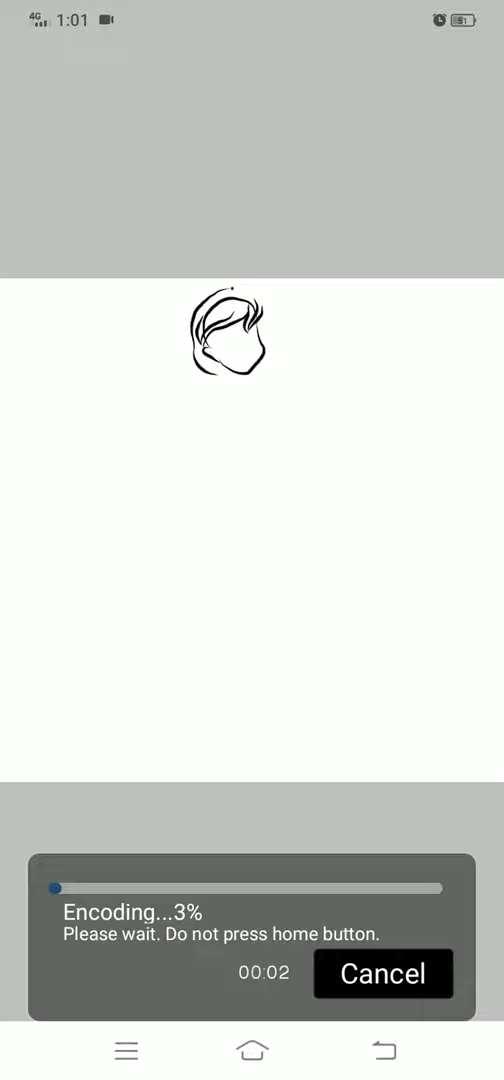 4G 1:01 51
Encoding...3%
Please wait. Do not press home button.
00:02 Cancel